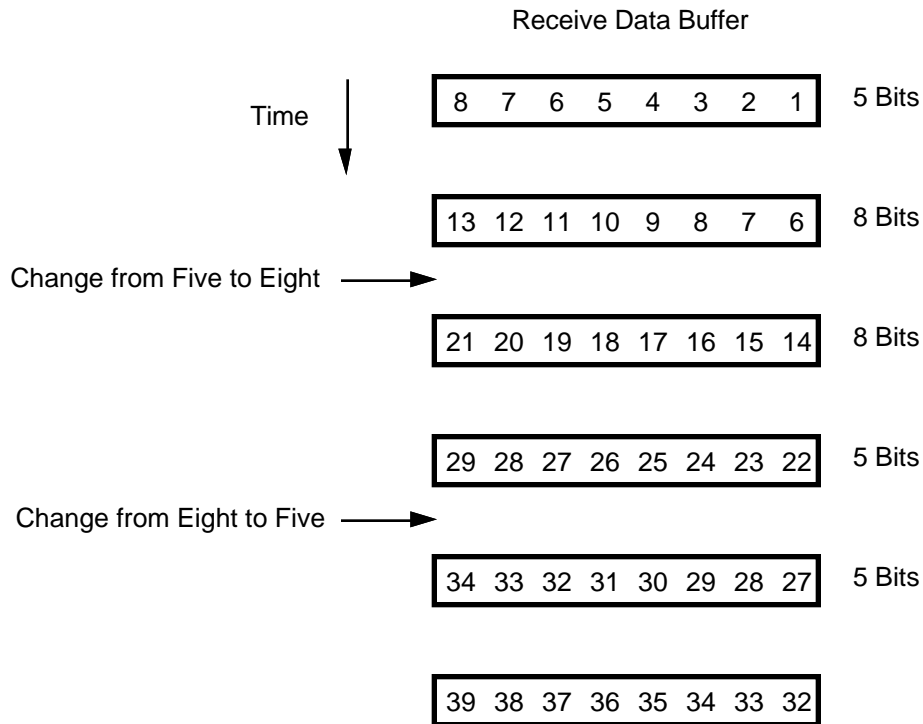 Receive Data Buffer
Time
8 7 6 5 4 3 2 1 5 Bits
13 12 11 10 9 8 7 6 8 Bits
Change from Five to Eight
21 20 19 18 17 16 15 14 8 Bits
29 28 27 26 25 24 23 22 5 Bits
Change from Eight to Five
34 33 32 31 30 29 28 27 5 Bits
39 38 37 36 35 34 33 32